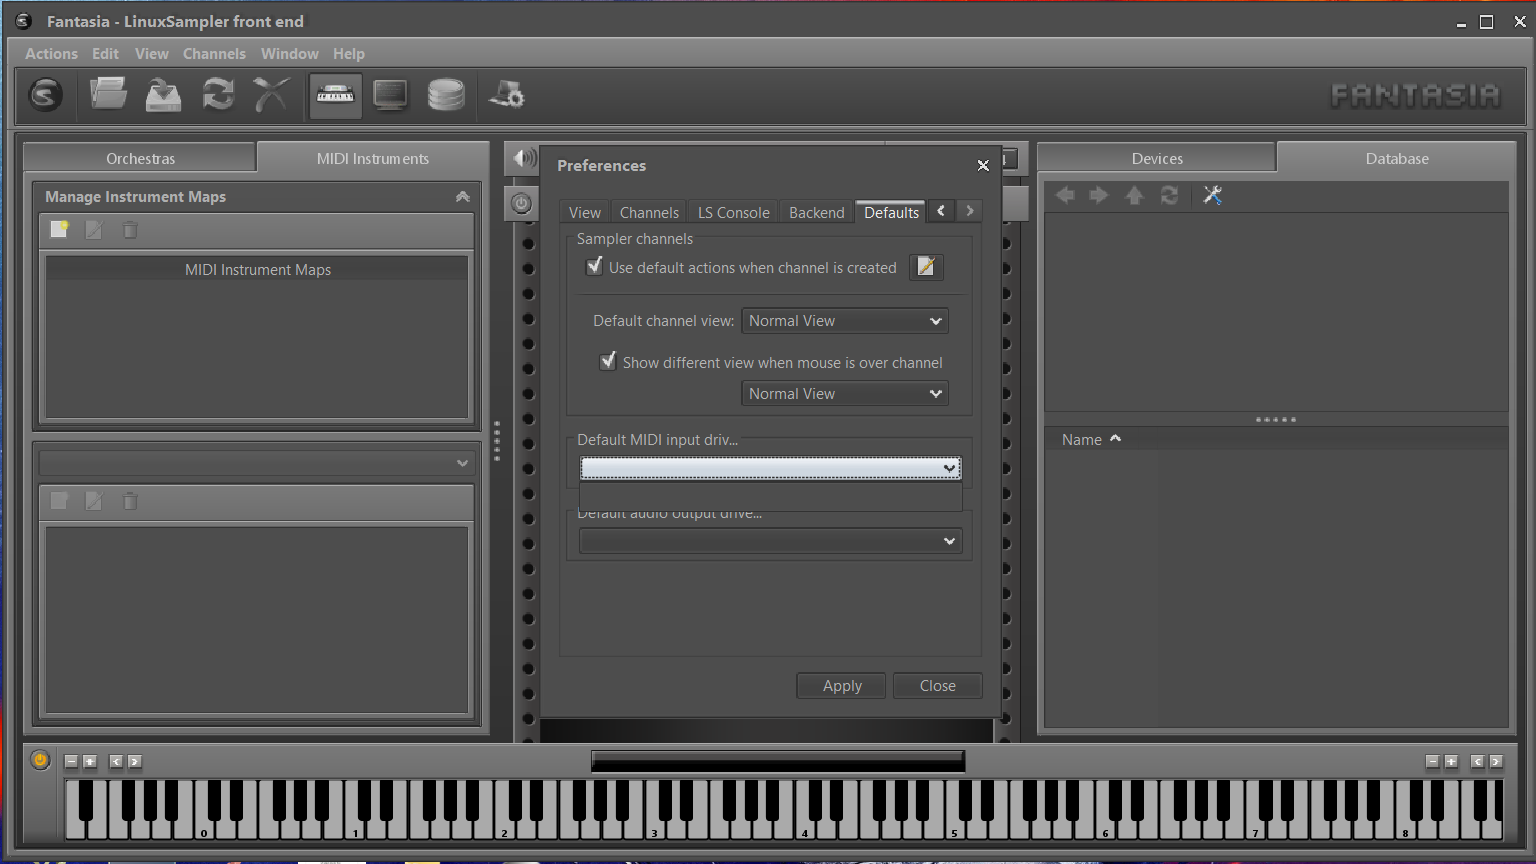 Fantasia - LinuxSampler front end
Actions Edit View Channels Window Help
FANTASIA
Orchestras MIDI Instruments
Manage Instrument Maps
MIDI Instrument Maps
Preferences
View Channels LS Console Backend Defaults
Sampler channels
Use default actions when channel is created
Default channel view: Normal View
Show different view when mouse is over channel
Normal View
Default MIDI input driv...
Default audio output drive...
Apply Close
Devices Database
Name
0 1 2 3 4 5 6 7 8